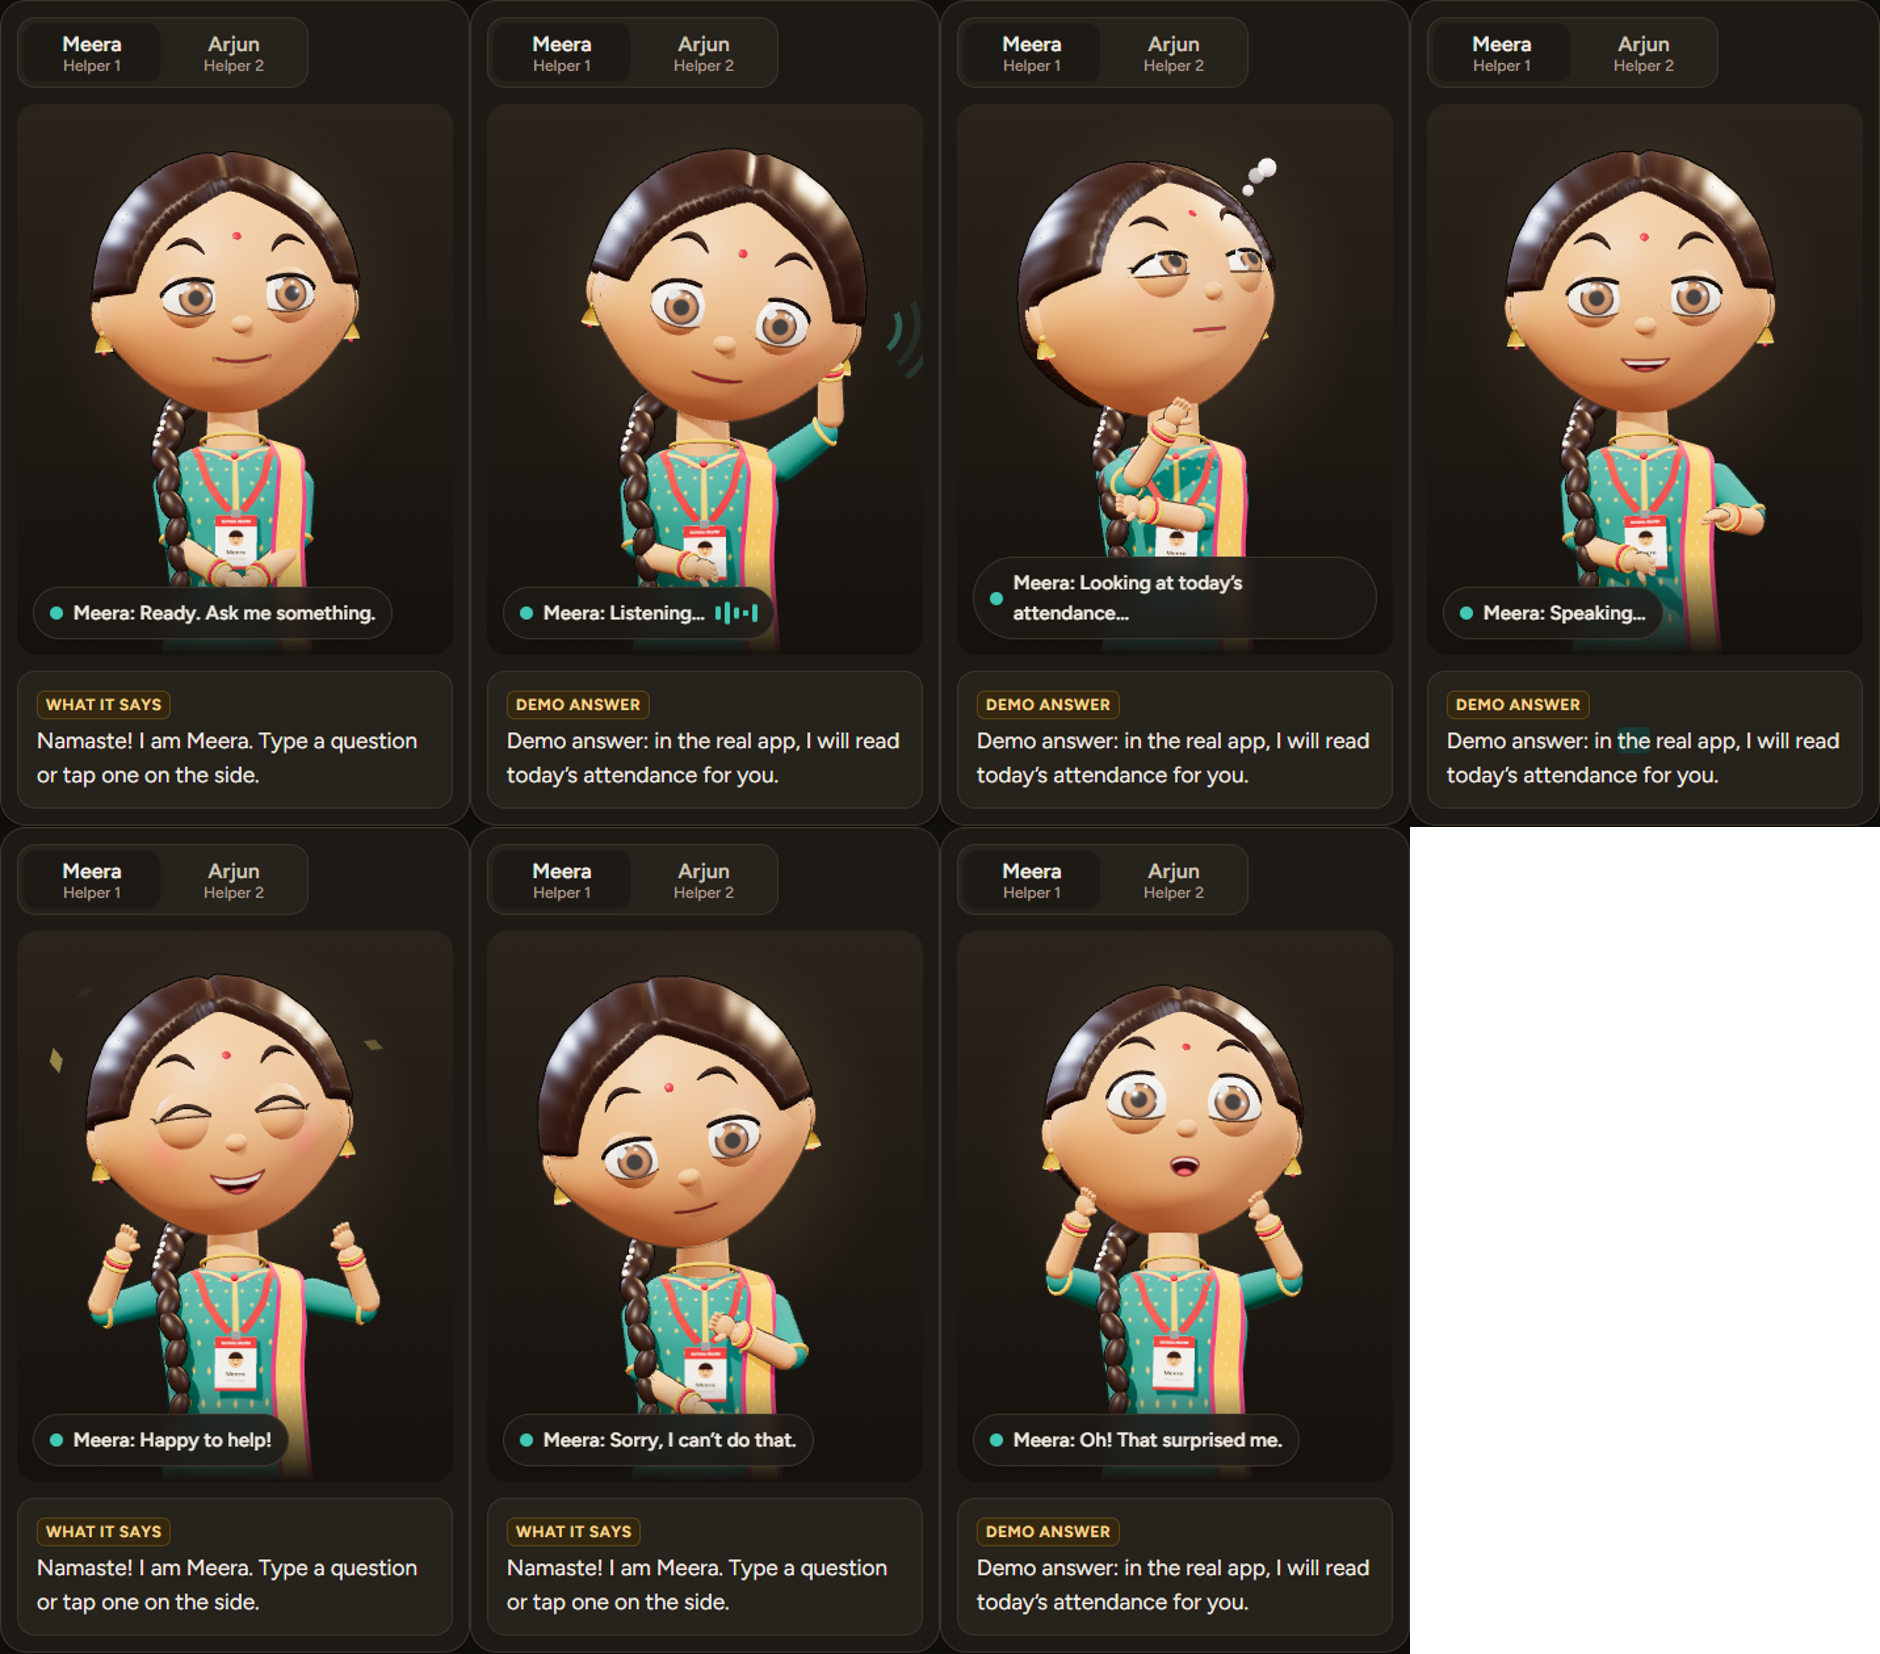 Meera
Helper 1
Arjun
Helper 2
Meera
Meera: Ready. Ask me something.
WHAT IT SAYS
Namaste! I am Meera. Type a question
or tap one on the side.
Meera
Helper 1
Arjun
Helper 2
Meera: Listening...
DEMO ANSWER
Demo answer: in the real app, I will read
today's attendance for you.
Meera
Helper 1
Arjun
Helper 2
Meera: Looking at today's
attendance...
DEMO ANSWER
Demo answer: in the real app, I will read
today's attendance for you.
Meera
Helper 1
Arjun
Helper 2
Meera: Speaking...
DEMO ANSWER
Demo answer: in the real app, I will read
today's attendance for you.
Meera
Helper 1
Arjun
Helper 2
Meera
Meera: Happy to help!
WHAT IT SAYS
Namaste! I am Meera. Type a question
or tap one on the side.
Meera
Helper 1
Arjun
Helper 2
Meera
Meera: Sorry, I can't do that.
WHAT IT SAYS
Namaste! I am Meera. Type a question
or tap one on the side.
Meera
Helper 1
Arjun
Helper 2
Meera
Meera: Oh! That surprised me.
DEMO ANSWER
Demo answer: in the real app, I will read
today's attendance for you.